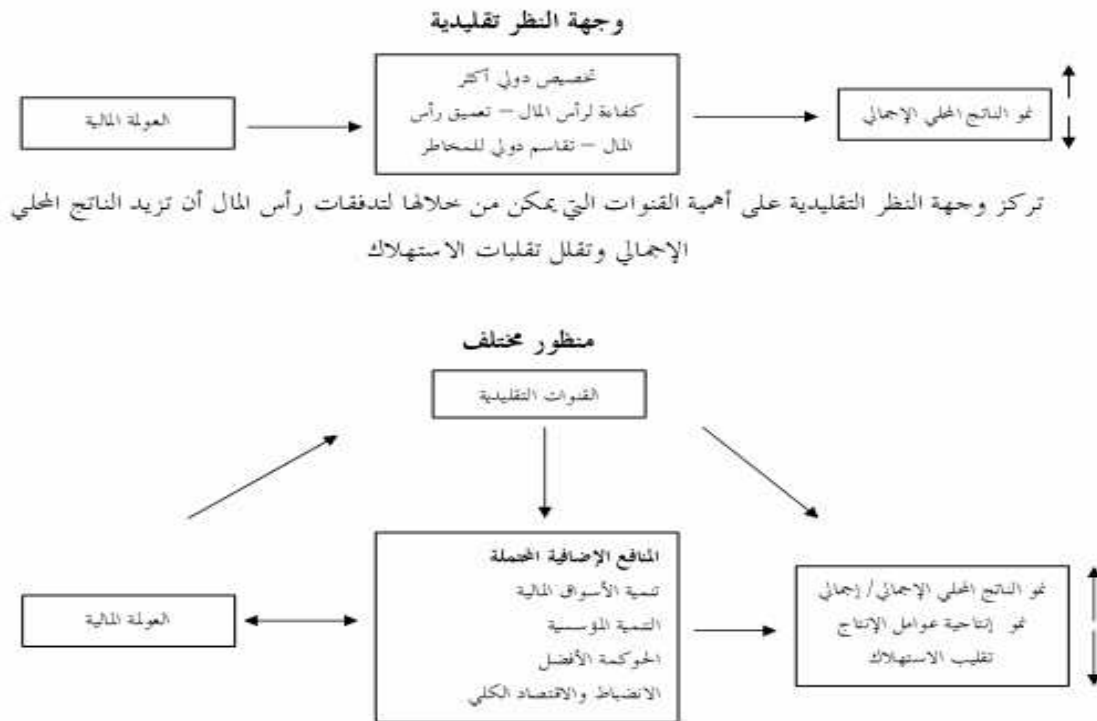 وجهة النظر تقليدية
العولمة المالية
تخصيص دولي أكثر
كفاءة لرأس المال – تعميق رأس
المال – تقاسم دولي للمخاطر
نمو الناتج المحلي الإجمالي
تركز وجهة النظر التقليدية على أهمية القنوات التي يمكن من خلالها لتدفقات رأس المال أن تزيد الناتج المحلي
الإجمالي وتقلل تقلبات الاستهلاك
منظور مختلف
القنوات التقليدية
العولمة المالية
المنافع الإضافية المحتملة
تنمية الأسواق المالية
التنمية المؤسسية
الحوكمة الأفضل
الانضباط والاقتصاد الكلي
نمو الناتج المحلي الإجمالي/ إجمالي
نمو إنتاجية عوامل الإنتاج
تقليب الاستهلاك